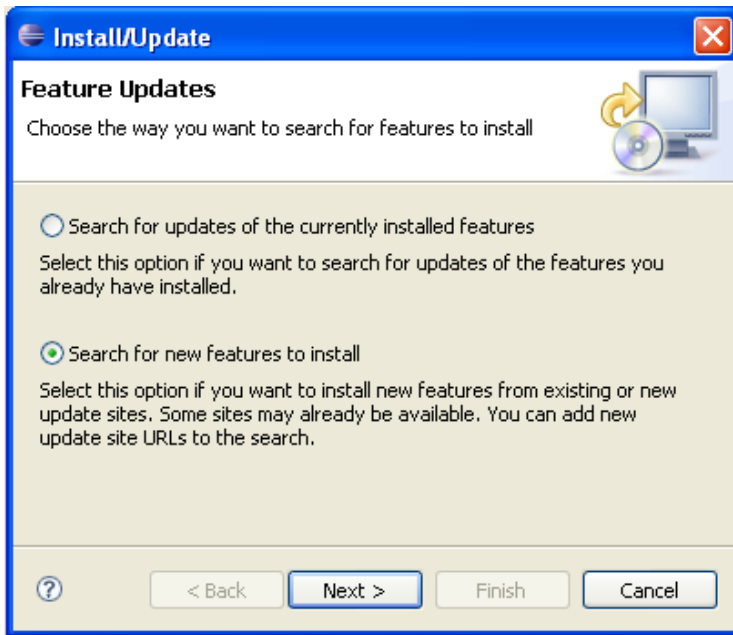 Install/Update
Feature Updates
Choose the way you want to search for features to install
Search for updates of the currently installed features
Select this option if you want to search for updates of the features you
already have installed.
Search for new features to install
Select this option if you want to install new features from existing or new
update sites. Some sites may already be available. You can add new
update site URLs to the search.
?
< Back
Next >
Finish
Cancel